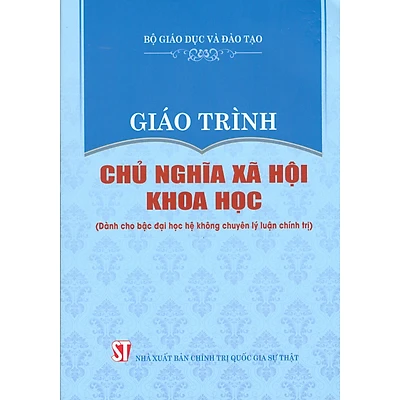 BỘ GIÁO DỤC VÀ ĐÀO TẠO
GIÁO TRÌNH
CHỦ NGHĨA XÃ HỘI
KHOA HỌC
(Dành cho bậc đại học hệ không chuyên lý luận chính trị)
ST NHÀ XUẤT BẢN CHÍNH TRỊ QUỐC GIA SỰ THẬT